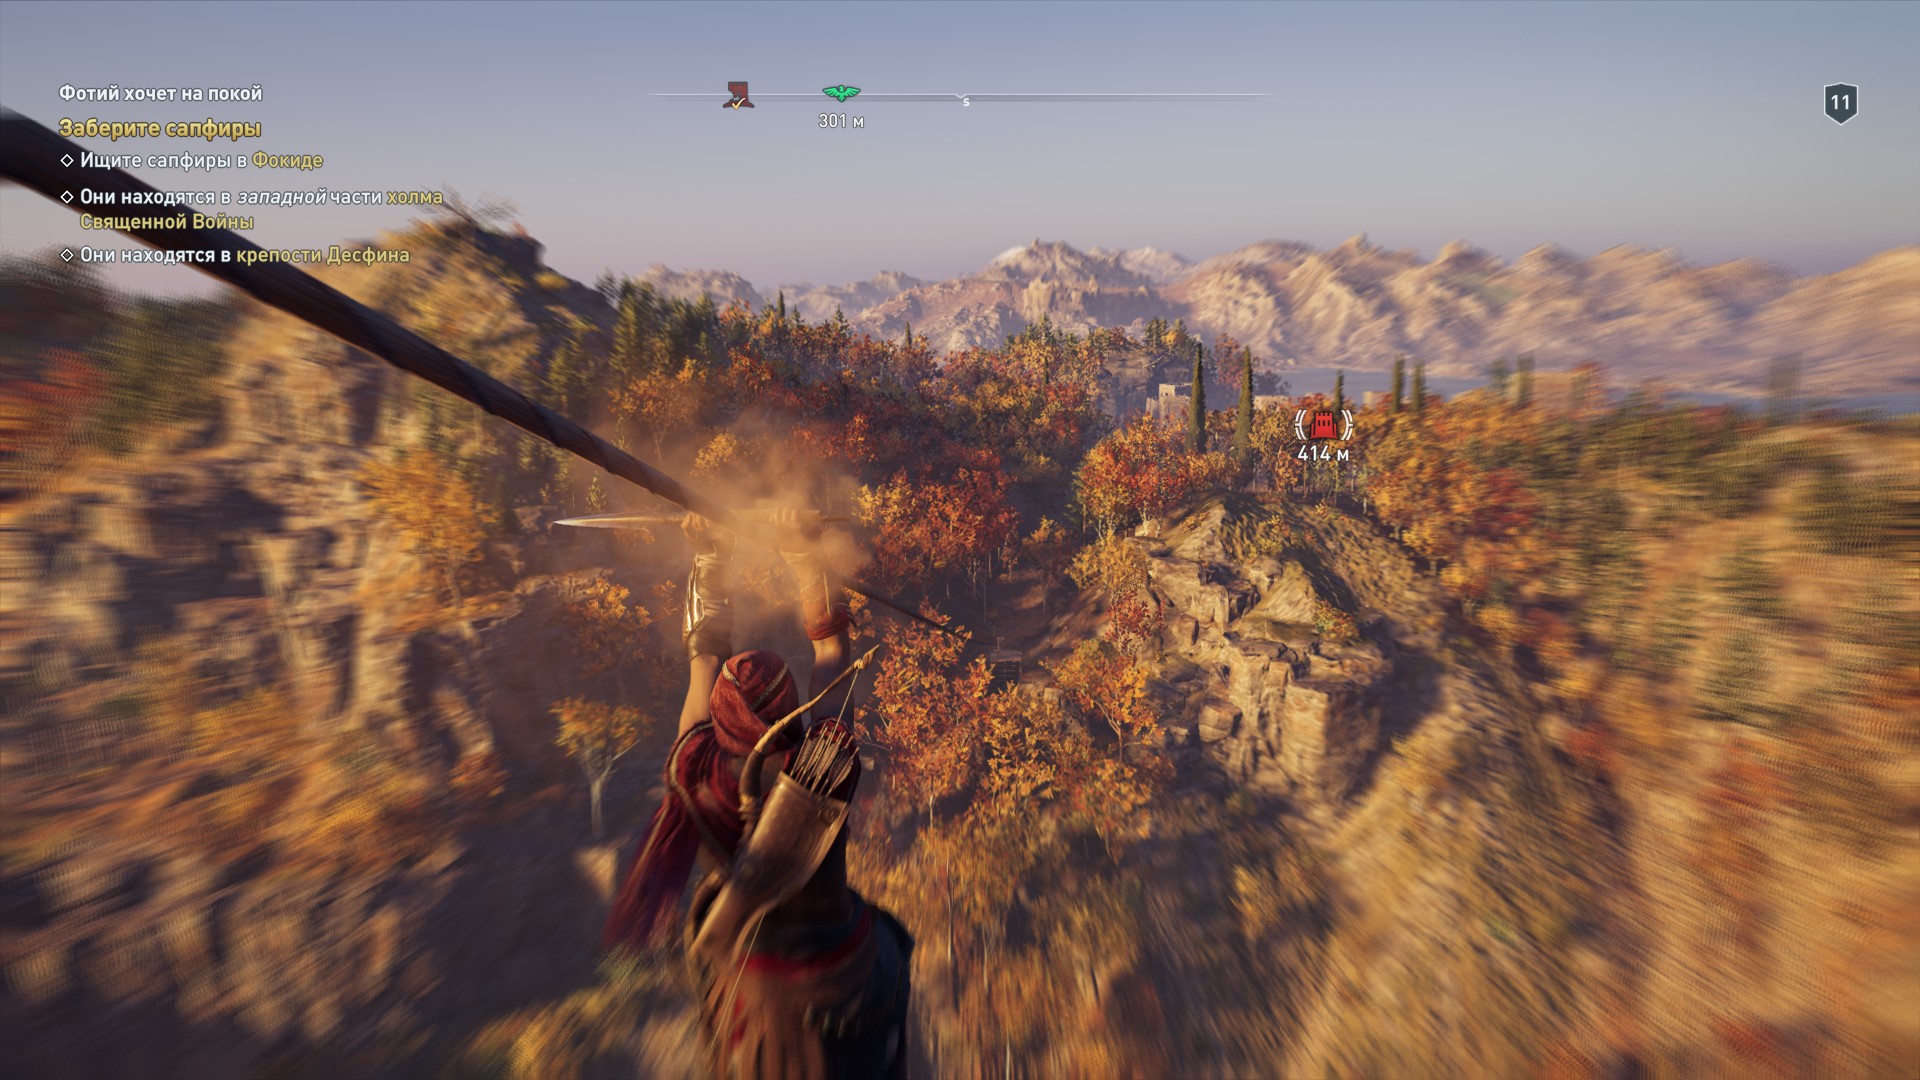 Фотий хочет на покой
Заберите сапфиры
Ищите сапфиры в Фокиде
Они находятся в западной части холма
Священной Войны
Они находятся в крепости Десфина
301 м
S
11
414 м